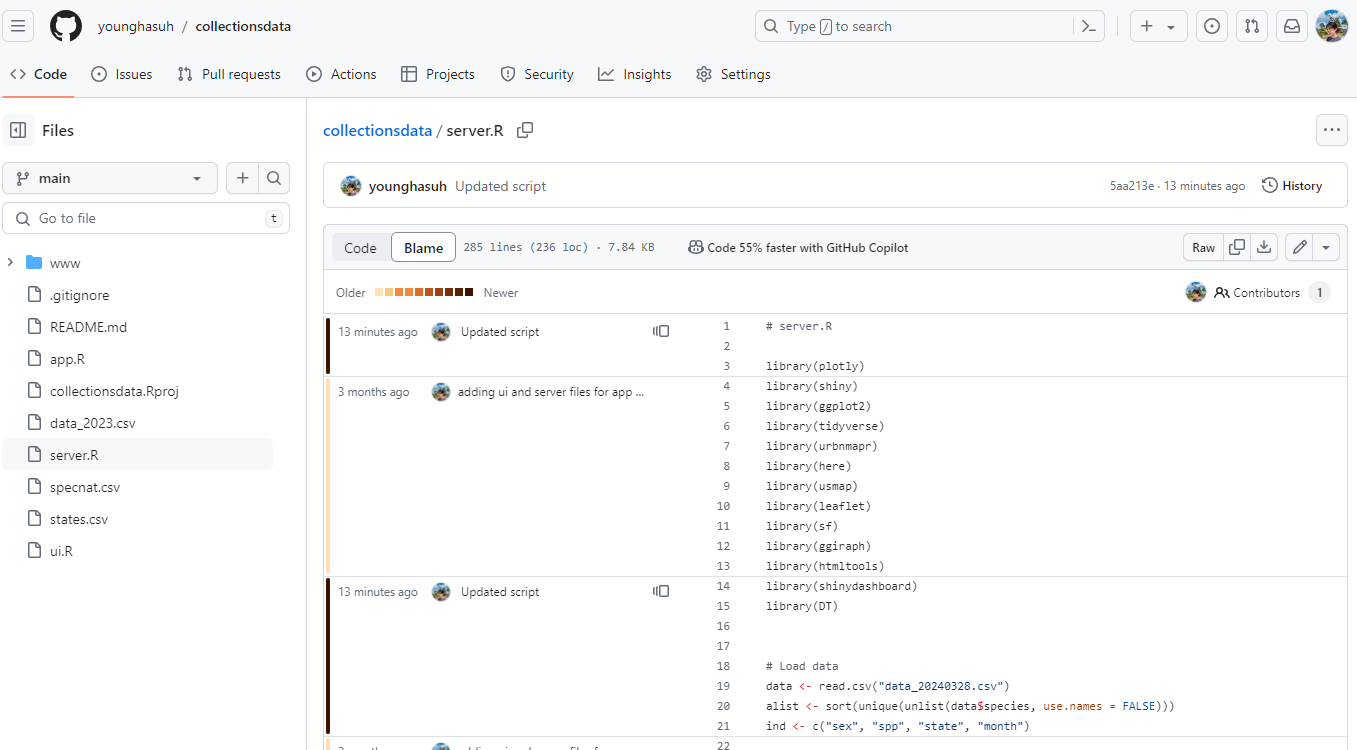 younghasuh / collectionsdata
Type / to search
Code Issues Pull requests Actions Projects Security Insights Settings
Files
main
Go to file t
www
.gitignore
README.md
app.R
collectionsdata.Rproj
data_2023.csv
server.R
specnat.csv
states.csv
ui.R
collectionsdata / server.R
younghasuh Updated script 5aa213e · 13 minutes ago History
Code Blame 285 lines (236 loc) · 7.84 KB Code 55% faster with GitHub Copilot Raw
Older Newer Contributors 1
13 minutes ago Updated script
1 # server.R
2
3 library(plotly)
3 months ago adding ui and server files for app ...
4 library(shiny)
5 library(ggplot2)
6 library(tidyverse)
7 library(urbnmapr)
8 library(here)
9 library(usmap)
10 library(leaflet)
11 library(sf)
12 library(ggiraph)
13 library(htmltools)
13 minutes ago Updated script
14 library(shinydashboard)
15 library(DT)
16
17
18 # Load data
19 data <- read.csv("data_20240328.csv")
20 alist <- sort(unique(unlist(data$species, use.names = FALSE)))
21 ind <- c("sex", "spp", "state", "month")
22